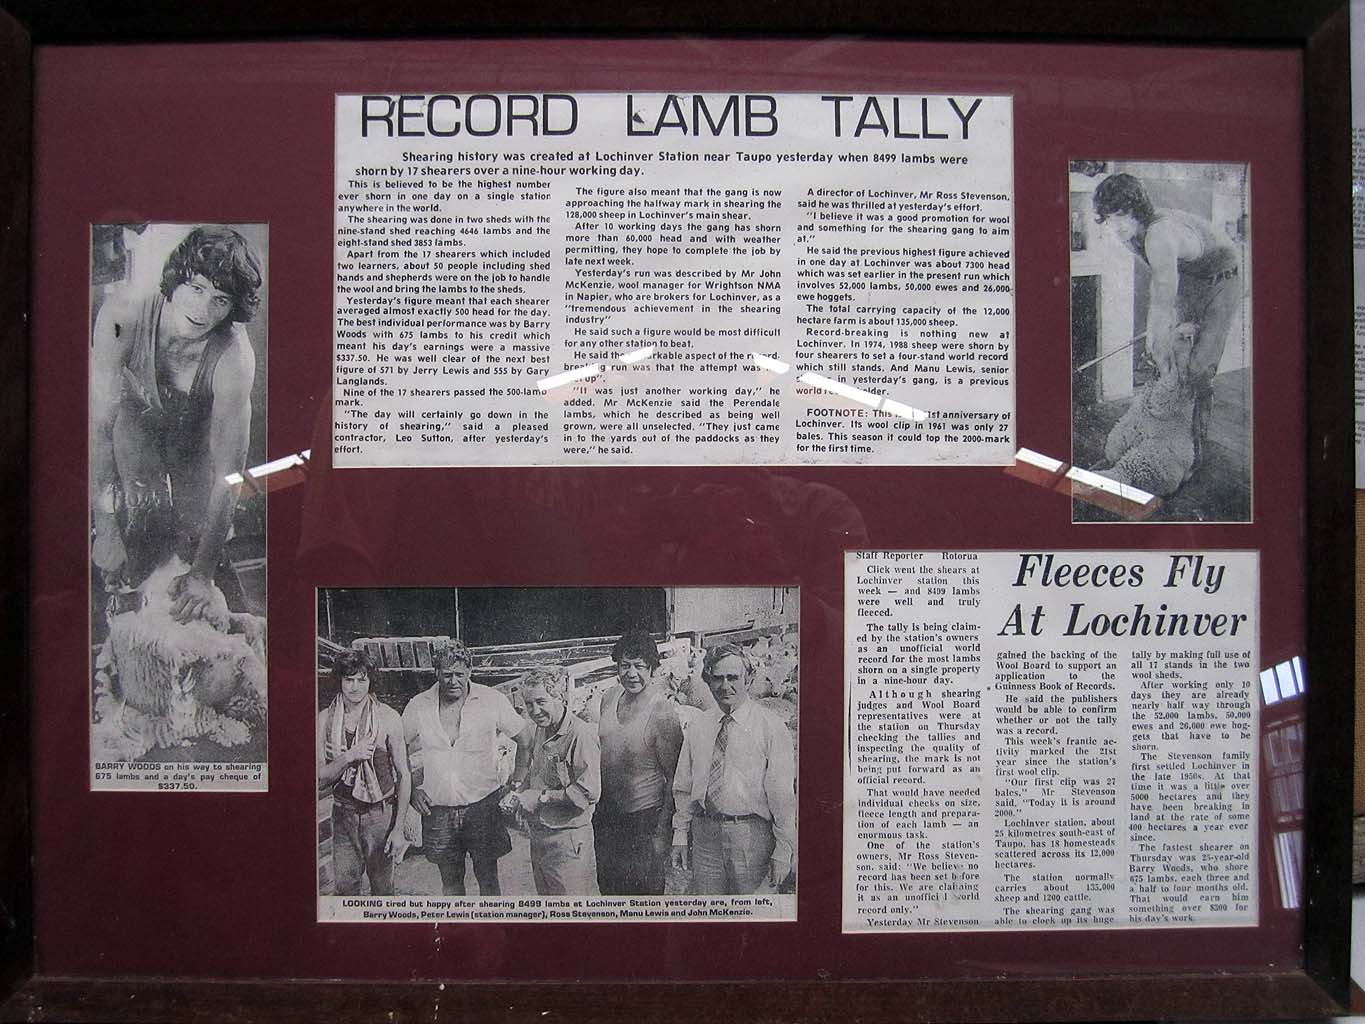 RECORD LAMB TALLY
Shearing history was created at Lochinver Station near Taupo yesterday when 8499 lambs were
shorn by 17 shearers over a nine-hour working day.
This is believed to be the highest number
ever shorn in one day on a single station
anywhere in the world.
The shearing was done in two sheds with the
nine-stand shed reaching 4646 lambs and the
eight-stand shed 3853 lambs.
Apart from the 17 shearers which included
two learners, about 50 people including shed
hands and shepherds were on the job to handle
the wool and bring the lambs to the sheds.
Yesterday's figure meant that each shearer
averaged almost exactly 500 head for the day.
The best individual performance was by Barry
Woods with 675 lambs to his credit which
meant his day's earnings were a massive
$337.50. He was well clear of the next best
figure of 571 by Jerry Lewis and 555 by Gary
Langlands.
Nine of the 17 shearers passed the 500-lamb
mark.
"The day will certainly go down in the
history of shearing," said a pleased
contractor, Leo Sutton, after yesterday's
effort.
The figure also meant that the gang is now
approaching the halfway mark in shearing the
128,000 sheep in Lochinver's main shear.
After 10 working days the gang has shorn
more than 60,000 head and with weather
permitting, they hope to complete the job by
late next week.
Yesterday's run was described by Mr John
McKenzie, wool manager for Wrightson NMA
in Napier, who are brokers for Lochinver, as a
"tremendous achievement in the shearing
industry"
He said such a figure would be most difficult
for any other station to beat.
He said the remarkable aspect of the record-
breaking run was that the attempt was
up".
"It was just another working day," he
added. Mr McKenzie said the Perendale
lambs, which he described as being well
grown, were all unselected. "They just came
in to the yards out of the paddocks as they
were," he said.
A director of Lochinver, Mr Ross Stevenson,
said he was thrilled at yesterday's effort.
"I believe it was a good promotion for wool
and something for the shearing gang to aim
at."
He said the previous highest figure achieved
in one day at Lochinver was about 7300 head
which was set earlier in the present run which
involves 52,000 lambs, 50,000 ewes and 26,000
ewe hoggets.
The total carrying capacity of the 12,000
hectare farm is about 135,000 sheep.
Record-breaking is nothing new at
Lochinver. In 1974, 1988 sheep were shorn by
four shearers to set a four-stand world record
which still stands. And Manu Lewis, senior
in yesterday's gang, is a previous
world
FOOTNOTE: This anniversary of
Lochinver. Its wool clip in 1961 was only 27
bales. This season it could top the 2000-mark
for the first time.
BARRY WOODS on his way to shearing
675 lambs and a day's pay cheque of
$337.50.
LOOKING tired but happy after shearing 8499 lambs at Lochinver Station yesterday are, from left,
Barry Woods, Peter Lewis (station manager), Ross Stevenson, Manu Lewis and John McKenzie.
Fleeces Fly
At Lochinver
Staff Reporter Rotorua
Click went the shears at
Lochinver station this
week — and 8499 lambs
were well and truly
fleeced.
The tally is being claim-
ed by the station's owners
as an unofficial world
record for the most lambs
shorn on a single property
in a nine-hour day.
Although shearing
judges and Wool Board
representatives were at
the station on Thursday
checking the tallies and
inspecting the quality of
shearing, the mark is not
being put forward as an
official record.
That would have needed
individual checks on size,
fleece length and prepara-
tion of each lamb — an
enormous task.
One of the station's
owners, Mr Ross Steven-
son, said: "We believe no
record has been set before
for this. We are claiming
it as an unofficial world
record only."
Yesterday Mr Stevenson
gained the backing of the
Wool Board to support an
application to the
Guinness Book of Records.
He said the publishers
would be able to confirm
whether or not the tally
was a record.
This week's frantic ac-
tivity marked the 21st
year since the station's
first wool clip.
"Our first clip was 27
bales," Mr Stevenson
said, "Today it is around
2000."
Lochinver station, about
25 kilometres south-east of
Taupo, has 18 homesteads
scattered across its 12,000
hectares.
The station normally
carries about 135,000
sheep and 1200 cattle.
The shearing gang was
able to clock up its huge
tally by making full use of
all 17 stands in the two
wool sheds.
After working only 10
days they are already
nearly half way through
the 52,000 lambs, 50,000
ewes and 26,000 ewe hog-
gets that have to be
shorn.
The Stevenson family
first settled Lochinver in
the late 1950s. At that
time it was a little over
5000 hectares and they
have been breaking in
land at the rate of some
400 hectares a year ever
since.
The fastest shearer on
Thursday was 25-year-old
Barry Woods, who shore
675 lambs, each three and
a half to four months old.
That would earn him
something over $300 for
his day's work.